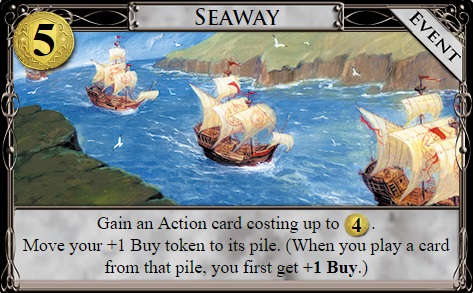 SEAWAY
5
EVENT
Gain an Action card costing up to 4.
Move your +1 Buy token to its pile. (When you play a card
from that pile, you first get +1 Buy.)